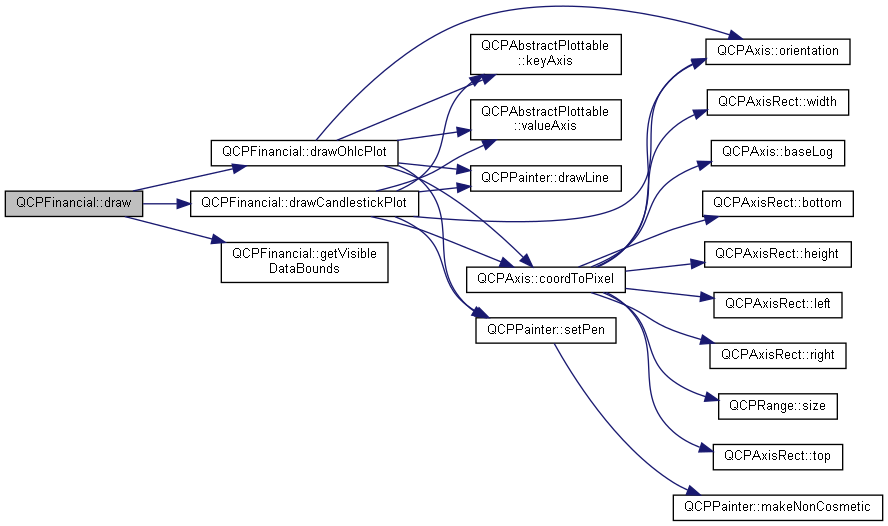 QCPFinancial::draw
QCPFinancial::drawOhlcPlot
QCPFinancial::drawCandlestickPlot
QCPFinancial::getVisible
DataBounds
QCPAbstractPlottable
::keyAxis
QCPAbstractPlottable
::valueAxis
QCPPainter::drawLine
QCPAxis::coordToPixel
QCPPainter::setPen
QCPAxis::orientation
QCPAxisRect::width
QCPAxis::baseLog
QCPAxisRect::bottom
QCPAxisRect::height
QCPAxisRect::left
QCPAxisRect::right
QCPRange::size
QCPAxisRect::top
QCPPainter::makeNonCosmetic